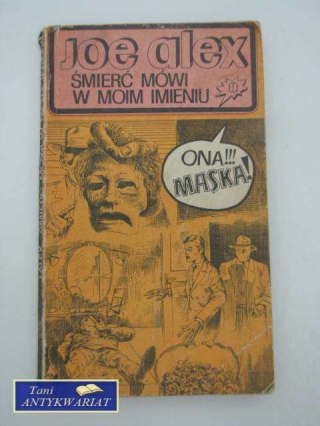 Joe alex
ŚMIERĆ MÓWI
W MOIM IMIENIU
ONA!!!
MASKA!
Tani
ANTYKWARIAT